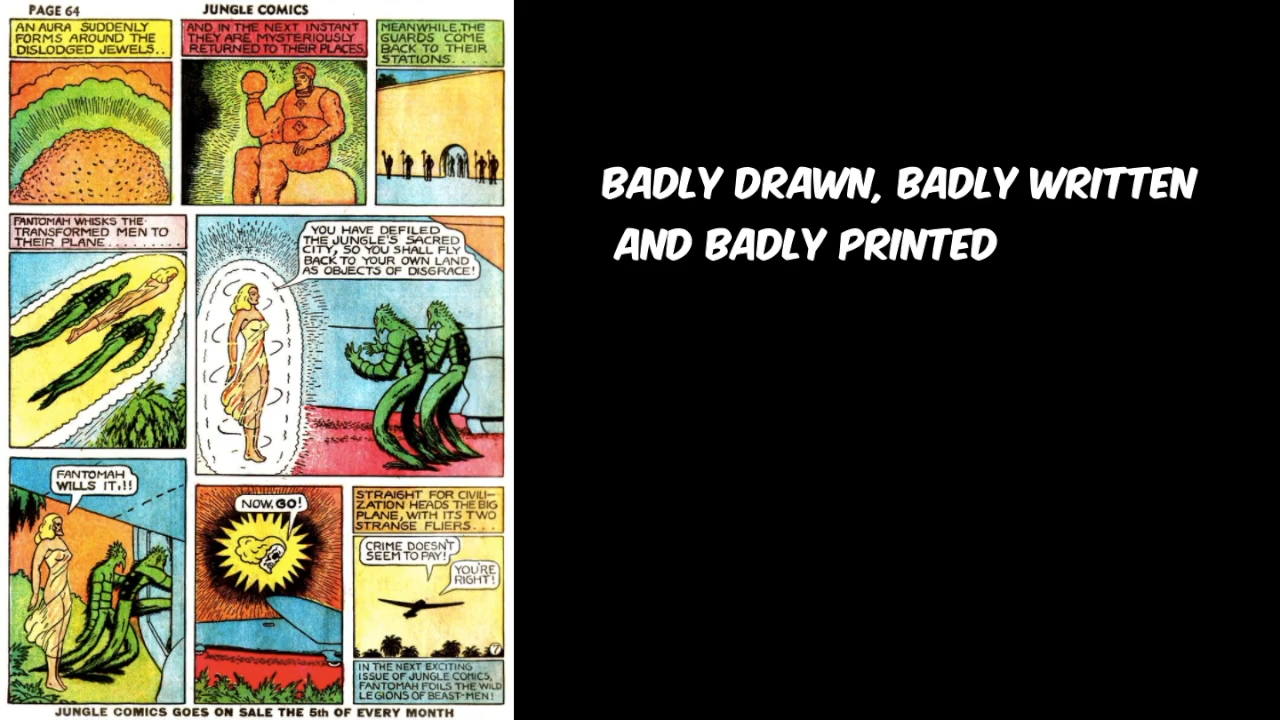 PAGE 64
JUNGLE COMICS
AN AURA SUDDENLY
FORMS AROUND THE
DISLODGED JEWELS..
AND IN THE NEXT INSTANT
THEY ARE MYSTERIOUSLY
RETURNED TO THEIR PLACES.
MEANWHILE, THE
GUARDS COME
BACK TO THEIR
STATIONS....
FANTOMAH WHISKS THE
TRANSFORMED MEN TO
THEIR PLANE.........
YOU HAVE DEFILED
THE JUNGLE'S SACRED
CITY, SO YOU SHALL FLY
BACK TO YOUR OWN LAND
AS OBJECTS OF DISGRACE!
FANTOMAH
WILLS IT!!
NOW, GO!
STRAIGHT FOR CIVILI-
ZATION HEADS THE BIG
PLANE, WITH ITS TWO
STRANGE FLIERS...
CRIME DOESN'T
SEEM TO PAY!
YOU'RE
RIGHT!
7
IN THE NEXT EXCITING
ISSUE OF JUNGLE COMICS,
FANTOMAH FOILS THE WILD
LEGIONS OF BEAST-MEN!
JUNGLE COMICS GOES ON SALE THE 5th OF EVERY MONTH
BADLY DRAWN, BADLY WRITTEN
AND BADLY PRINTED